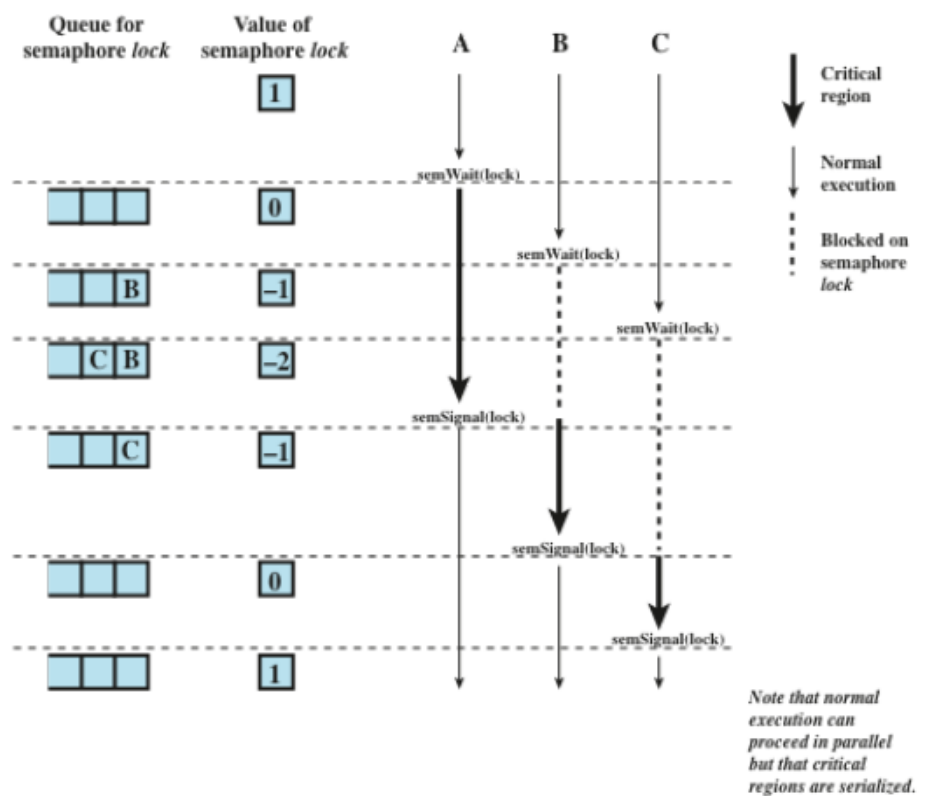 Queue for
semaphore lock
Value of
semaphore lock
A
B
C
1
Critical
region
Normal
execution
semWait(lock)
0
semWait(lock)
Blocked on
semaphore
lock
B
–1
semWait(lock)
C B
–2
semSignal(lock)
C
–1
semSignal(lock)
0
semSignal(lock)
1
Note that normal
execution can
proceed in parallel
but that critical
regions are serialized.